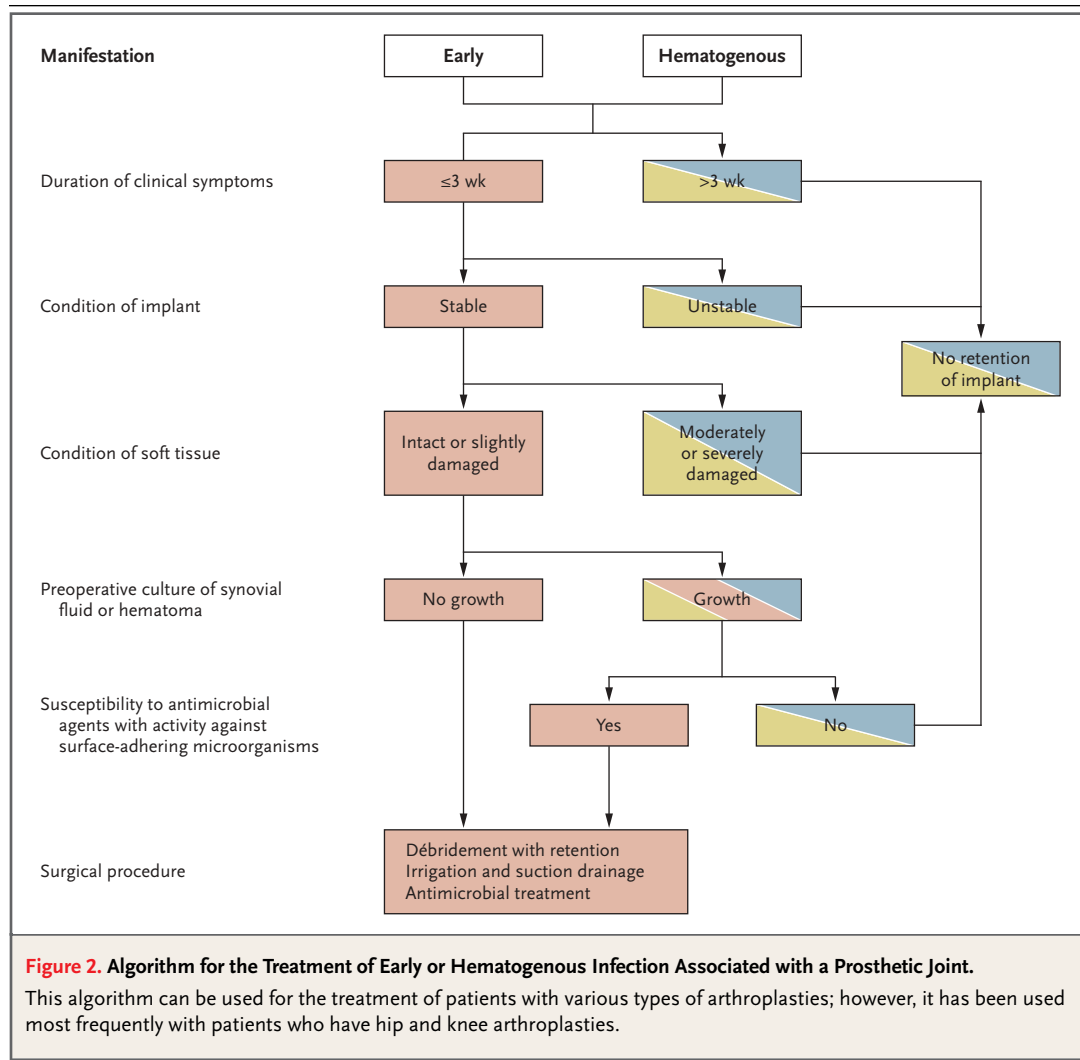 Manifestation
Early
Hematogenous
Duration of clinical symptoms
≤3 wk
>3 wk
Condition of implant
Stable
Unstable
No retention
of implant
Condition of soft tissue
Intact or slightly
damaged
Moderately
or severely
damaged
Preoperative culture of synovial
fluid or hematoma
No growth
Growth
Susceptibility to antimicrobial
agents with activity against
surface-adhering microorganisms
Yes
No
Surgical procedure
Débridement with retention
Irrigation and suction drainage
Antimicrobial treatment
Figure 2. Algorithm for the Treatment of Early or Hematogenous Infection Associated with a Prosthetic Joint.
This algorithm can be used for the treatment of patients with various types of arthroplasties; however, it has been used
most frequently with patients who have hip and knee arthroplasties.